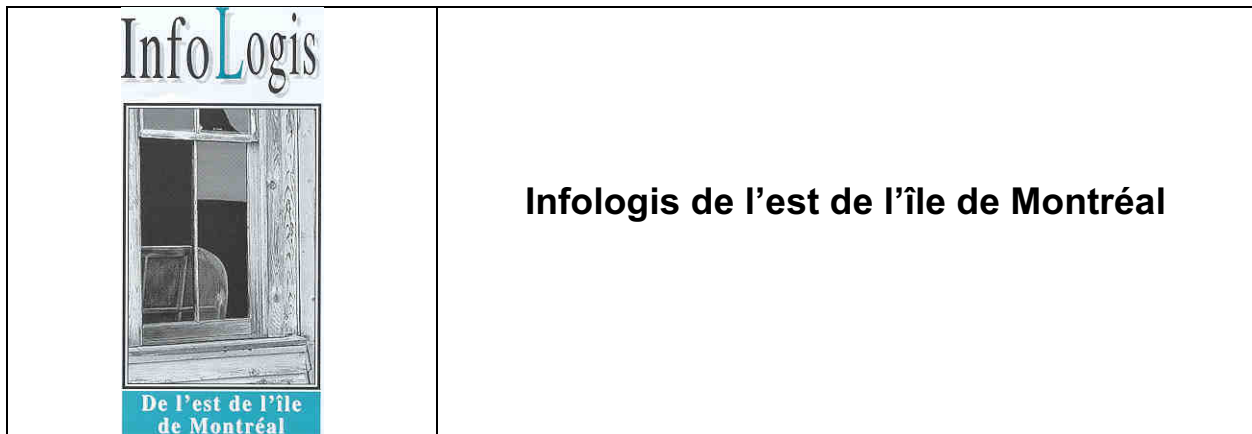 InfoLogis
De l'est de l'île
de Montréal
Infologis de l’est de l’île de Montréal